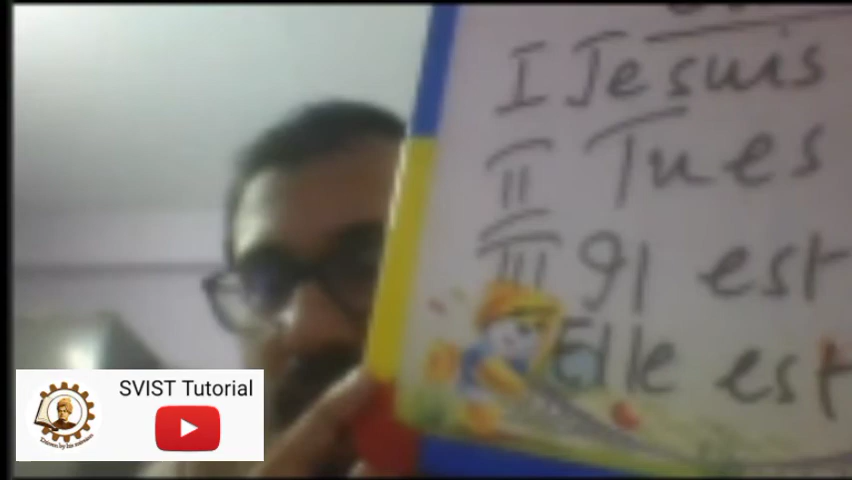 I Je suis
II Tu es
III Il est
Elle est
SVIST Tutorial